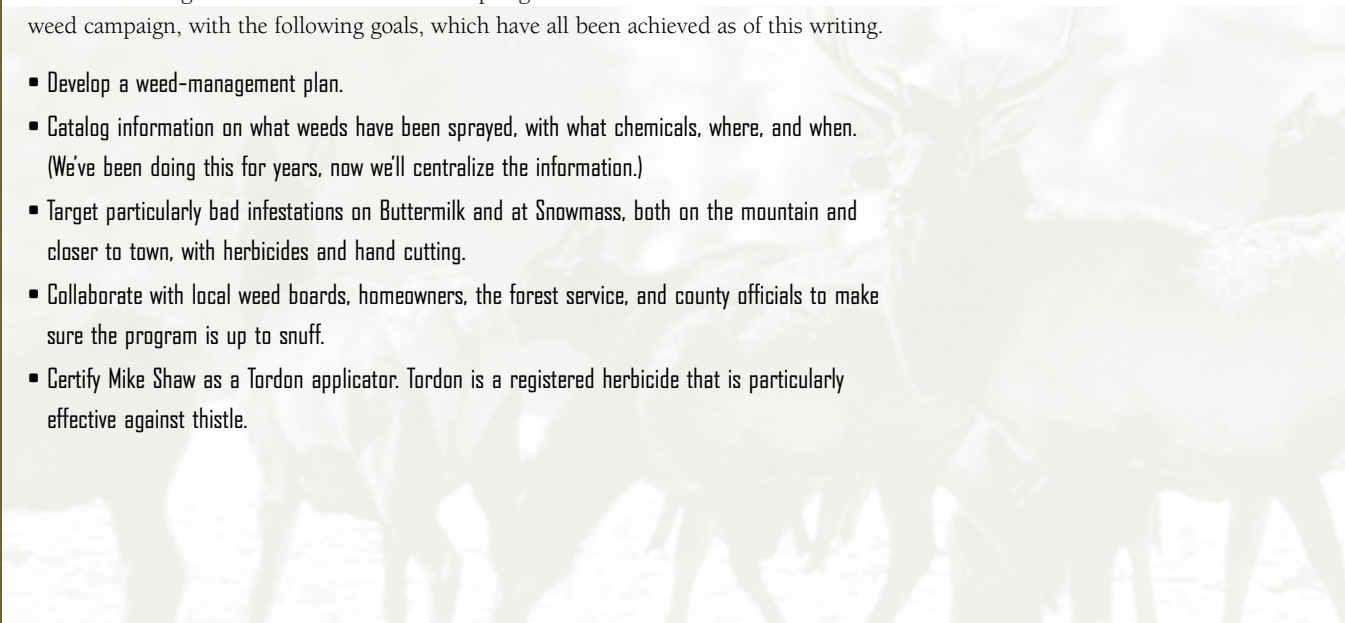 weed campaign, with the following goals, which have all been achieved as of this writing.
▪ Develop a weed-management plan.
▪ Catalog information on what weeds have been sprayed, with what chemicals, where, and when.
(We've been doing this for years, now we'll centralize the information.)
▪ Target particularly bad infestations on Buttermilk and at Snowmass, both on the mountain and
closer to town, with herbicides and hand cutting.
▪ Collaborate with local weed boards, homeowners, the forest service, and county officials to make
sure the program is up to snuff.
▪ Certify Mike Shaw as a Tordon applicator. Tordon is a registered herbicide that is particularly
effective against thistle.